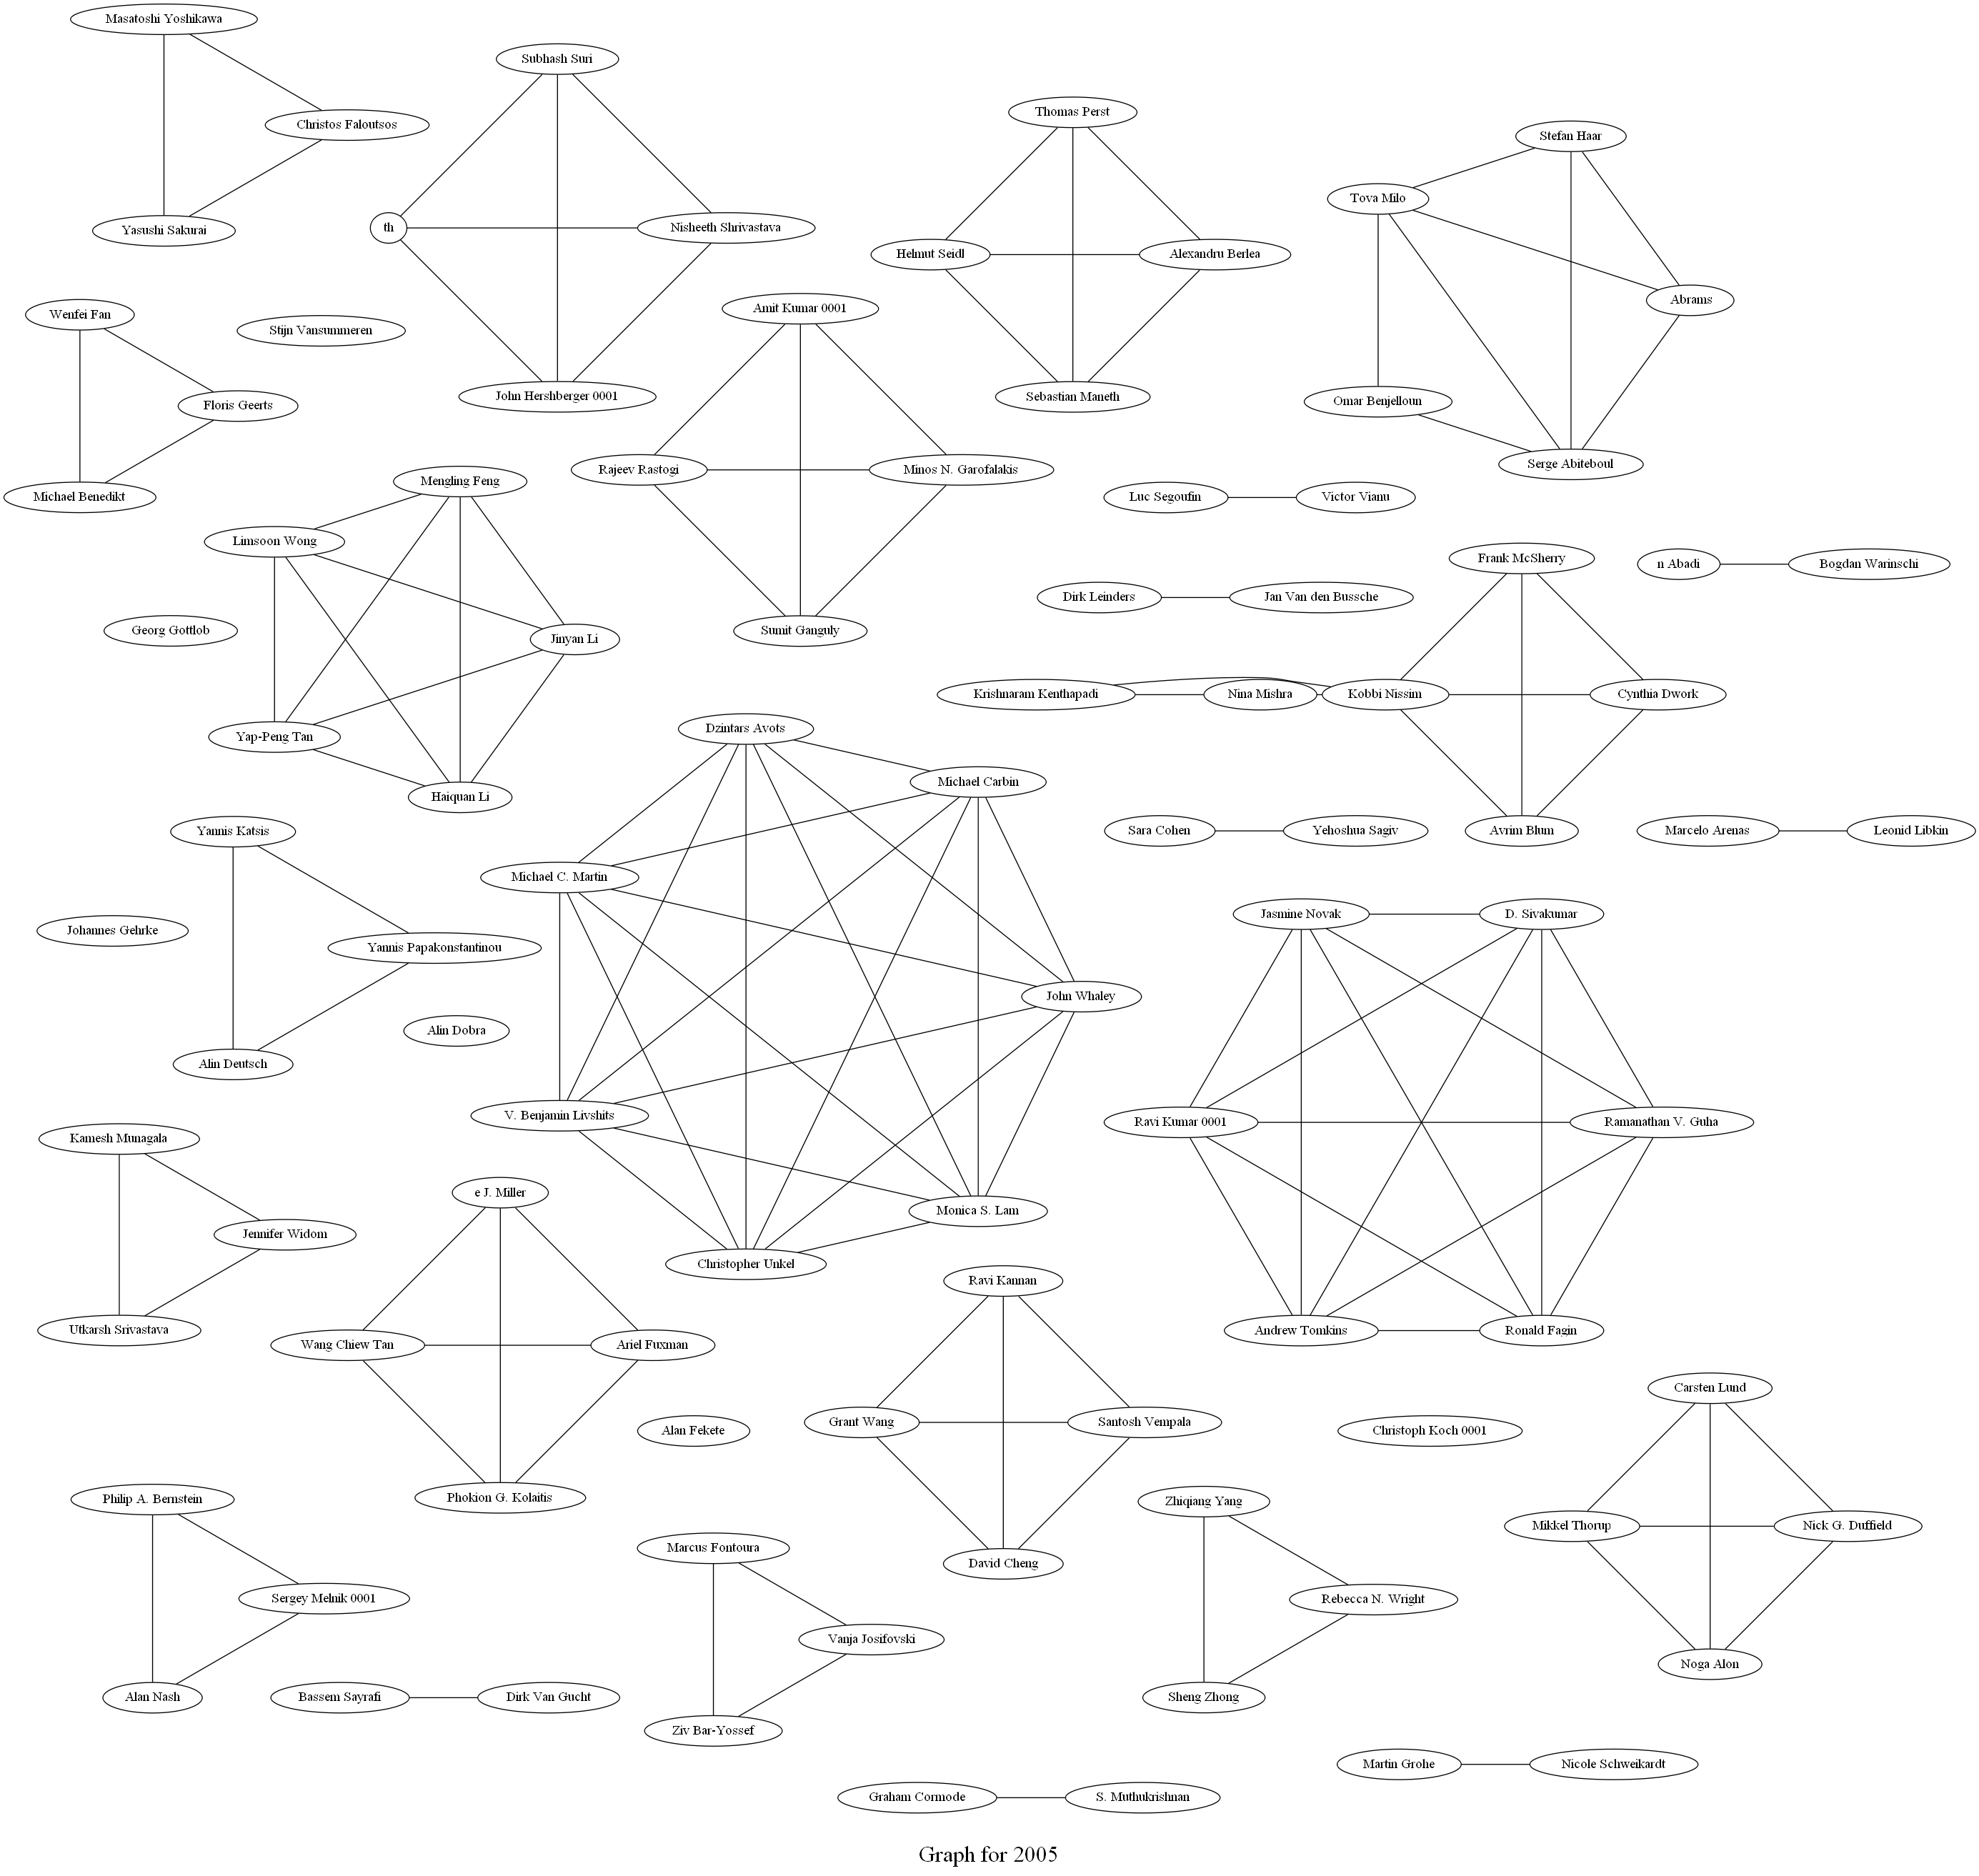 Masatoshi Yoshikawa
Subhash Suri
Thomas Perst
Christos Faloutsos
Stefan Haar
Tova Milo
th
Nisheeth Shrivastava
Yasushi Sakurai
Helmut Seidl
Alexandru Berlea
Abrams
Amit Kumar 0001
Wenfei Fan
Stijn Vansummeren
John Hershberger 0001
Sebastian Maneth
Omar Benjelloun
Floris Geerts
Serge Abiteboul
Rajeev Rastogi
Minos N. Garofalakis
Mengling Feng
Michael Benedikt
Luc Segoufin
Victor Vianu
Limsoon Wong
Frank McSherry
n Abadi
Bogdan Warinschi
Dirk Leinders
Jan Van den Bussche
Georg Gottlob
Sumit Ganguly
Jinyan Li
Krishnaram Kenthapadi
Nina Mishra
Kobbi Nissim
Cynthia Dwork
Dzintars Avots
Yap-Peng Tan
Michael Carbin
Haiquan Li
Yannis Katsis
Sara Cohen
Yehoshua Sagiv
Avrim Blum
Marcelo Arenas
Leonid Libkin
Michael C. Martin
Jasmine Novak
D. Sivakumar
Johannes Gehrke
Yannis Papakonstantinou
John Whaley
Alin Dobra
Alin Deutsch
V. Benjamin Livshits
Ravi Kumar 0001
Ramanathan V. Guha
Kamesh Munagala
e J. Miller
Monica S. Lam
Jennifer Widom
Christopher Unkel
Ravi Kannan
Utkarsh Srivastava
Andrew Tomkins
Ronald Fagin
Wang Chiew Tan
Ariel Fuxman
Carsten Lund
Grant Wang
Santosh Vempala
Alan Fekete
Christoph Koch 0001
Philip A. Bernstein
Phokion G. Kolaitis
Zhiqiang Yang
Mikkel Thorup
Nick G. Duffield
Marcus Fontoura
David Cheng
Sergey Melnik 0001
Rebecca N. Wright
Vanja Josifovski
Noga Alon
Alan Nash
Bassem Sayrafi
Dirk Van Gucht
Sheng Zhong
Ziv Bar-Yossef
Martin Grohe
Nicole Schweikardt
Graham Cormode
S. Muthukrishnan
Graph for 2005